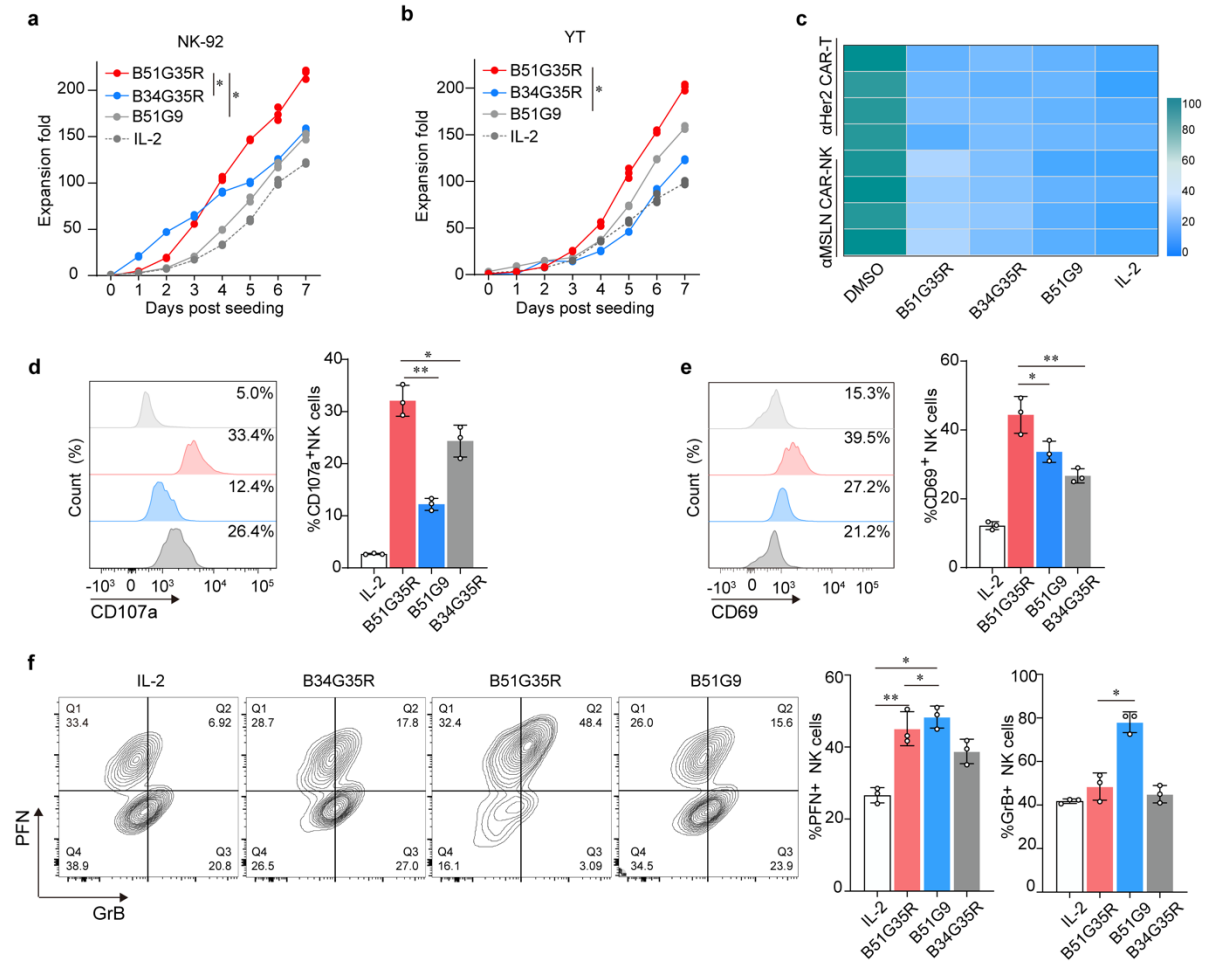 a
NK-92
B51G35R
B34G35R
B51G9
IL-2
*
*
Expansion fold
200
150
100
50
0
0 1 2 3 4 5 6 7
Days post seeding
b
YT
B51G35R
B34G35R
B51G9
IL-2
*
Expansion fold
200
150
100
50
0
0 1 2 3 4 5 6 7
Days post seeding
c
αHer2 CAR-T
αMSLN CAR-NK
DMSO
B51G35R
B34G35R
B51G9
IL-2
100
80
60
40
20
0
d
5.0%
33.4%
12.4%
26.4%
Count (%)
-10³ 0 10³ 10⁴ 10⁵
CD107a
%CD107a⁺NK cells
40
30
20
10
0
*
**
IL-2
B51G35R
B51G9
B34G35R
e
15.3%
39.5%
27.2%
21.2%
Count (%)
-10³ 0 10³ 10⁴ 10⁵
CD69
%CD69⁺ NK cells
60
40
20
0
**
*
IL-2
B51G35R
B51G9
B34G35R
f
IL-2
Q1
33.4
Q2
6.92
Q4
38.9
Q3
20.8
B34G35R
Q1
28.7
Q2
17.8
Q4
26.5
Q3
27.0
B51G35R
Q1
32.4
Q2
48.4
Q4
16.1
Q3
3.09
B51G9
Q1
26.0
Q2
15.6
Q4
34.5
Q3
23.9
PFN
GrB
%PFN+ NK cells
60
40
20
0
*
*
**
IL-2
B51G35R
B51G9
B34G35R
%GrB+ NK cells
100
80
60
40
20
0
*
IL-2
B51G35R
B51G9
B34G35R